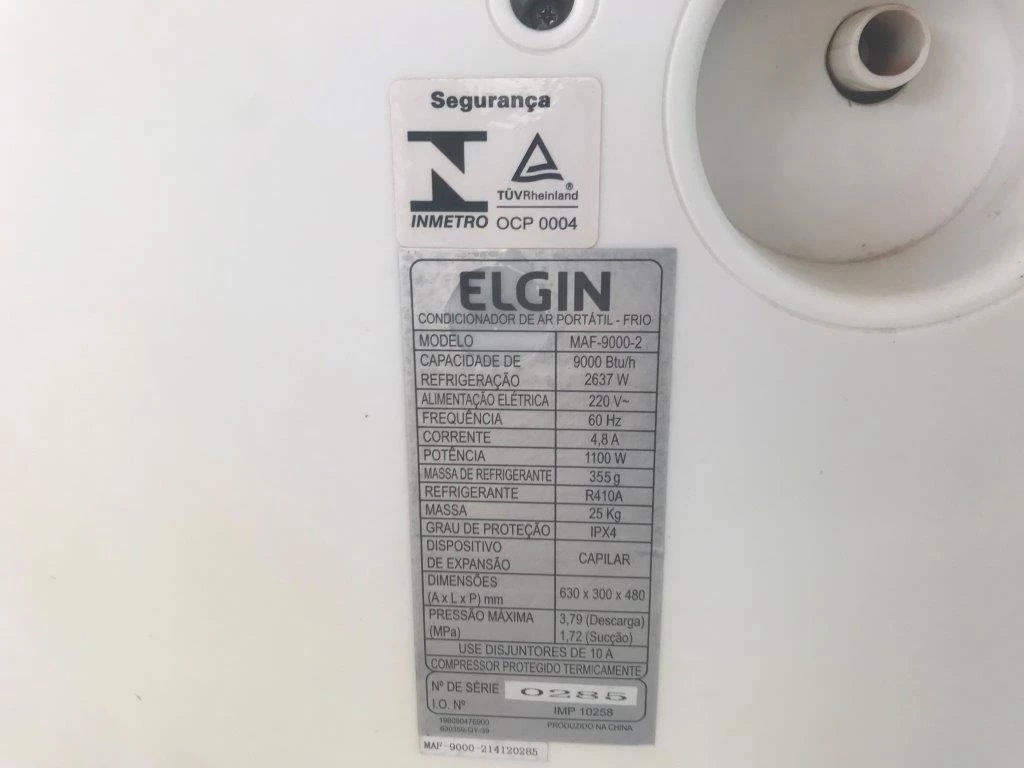 Segurança
INMETRO
TÜVRheinland®
OCP 0004
ELGIN
CONDICIONADOR DE AR PORTÁTIL - FRIO
MODELO MAF-9000-2
CAPACIDADE DE 9000 Btu/h
REFRIGERAÇÃO 2637 W
ALIMENTAÇÃO ELÉTRICA 220 V~
FREQUÊNCIA 60 Hz
CORRENTE 4,8 A
POTÊNCIA 1100 W
MASSA DE REFRIGERANTE 355 g
REFRIGERANTE R410A
MASSA 25 Kg
GRAU DE PROTEÇÃO IPX4
DISPOSITIVO
DE EXPANSÃO CAPILAR
DIMENSÕES
(A x L x P) mm 630 x 300 x 480
PRESSÃO MÁXIMA 3,79 (Descarga)
(MPa) 1,72 (Sucção)
USE DISJUNTORES DE 10 A
COMPRESSOR PROTEGIDO TERMICAMENTE
Nº DE SÉRIE 0285
I.O. Nº IMP 10258
198090476900 PRODUZIDO NA CHINA
630359-QY-39
MAF-9000-214120285